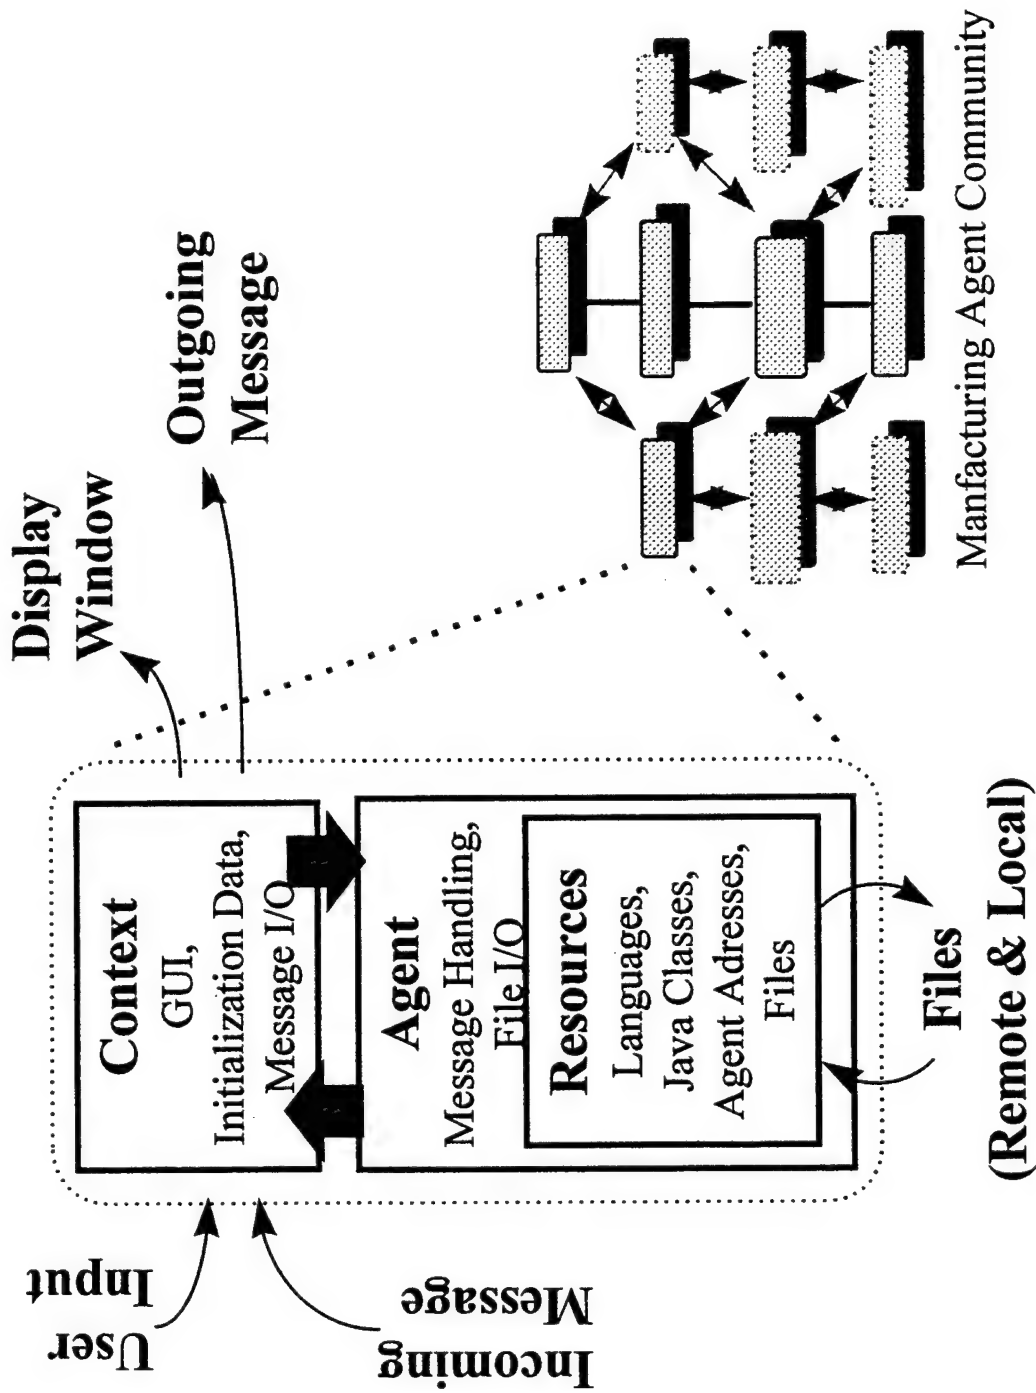 User
Input
Incoming
Message
Context
GUI,
Initialization Data,
Message I/O
Agent
Message Handling,
File I/O
Resources
Languages,
Java Classes,
Agent Adresses,
Files
Files
(Remote & Local)
Display
Window
Outgoing
Message
Manfacturing Agent Community